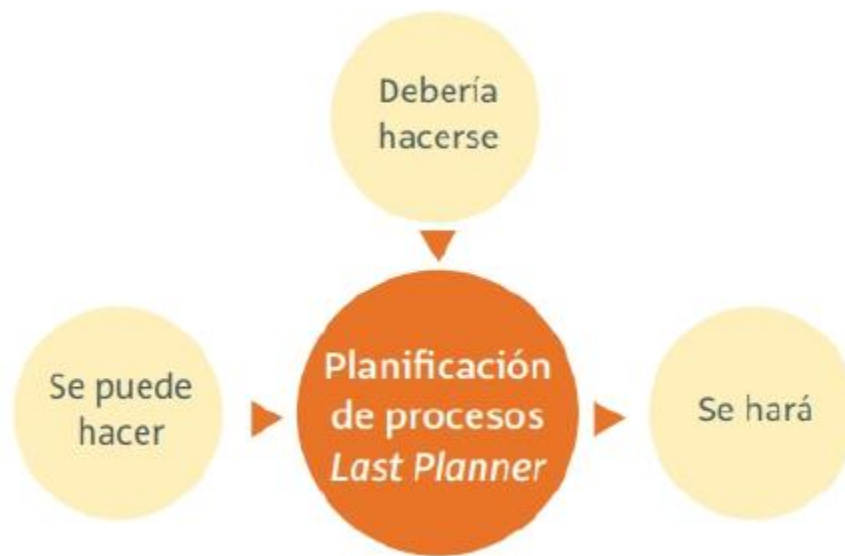 Debería
hacerse
Se puede
hacer
Planificación
de procesos
Last Planner
Se hará